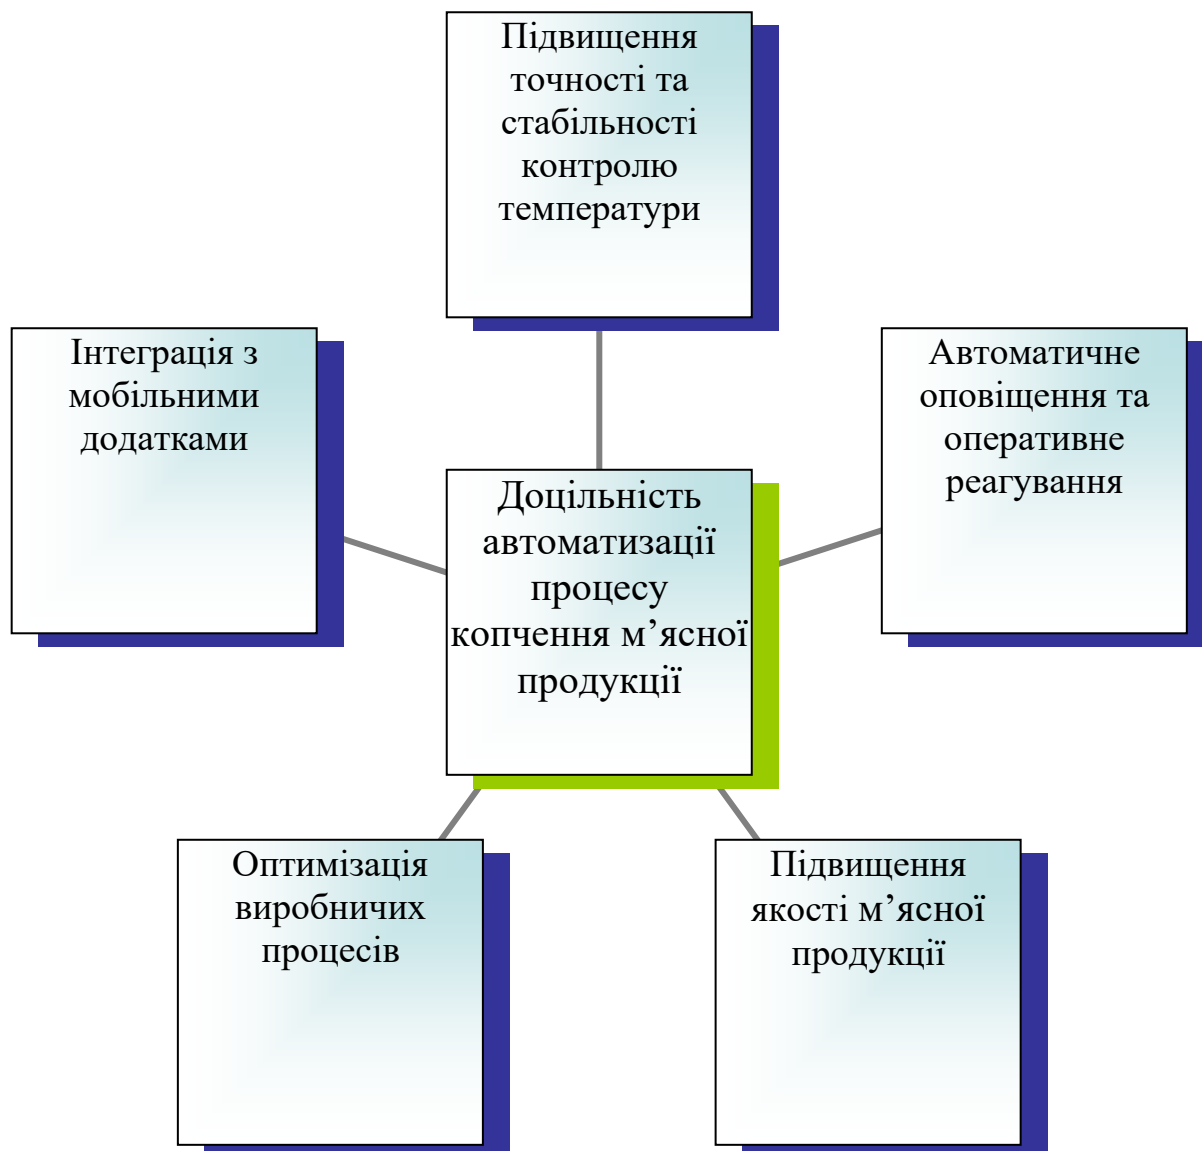 Підвищення
точності та
стабільності
контролю
температури
Інтеграція з
мобільними
додатками
Автоматичне
оповіщення та
оперативне
реагування
Доцільність
автоматизації
процесу
копчення м’ясної
продукції
Оптимізація
виробничих
процесів
Підвищення
якості м’ясної
продукції